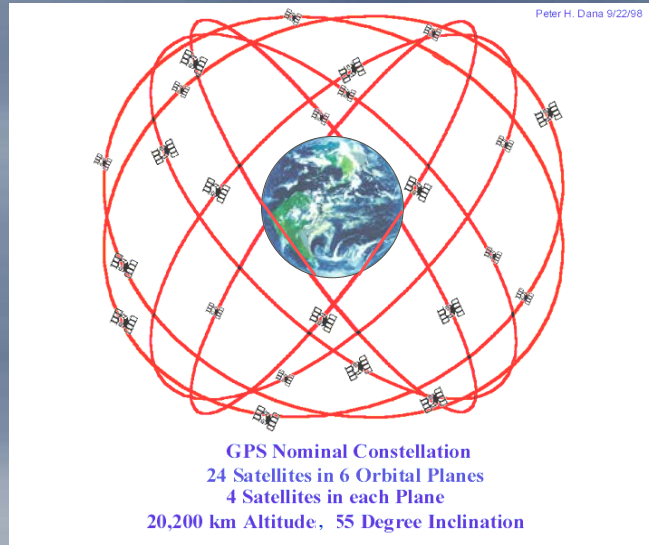 Peter H. Dana 9/22/98
GPS Nominal Constellation
24 Satellites in 6 Orbital Planes
4 Satellites in each Plane
20,200 km Altitude, 55 Degree Inclination